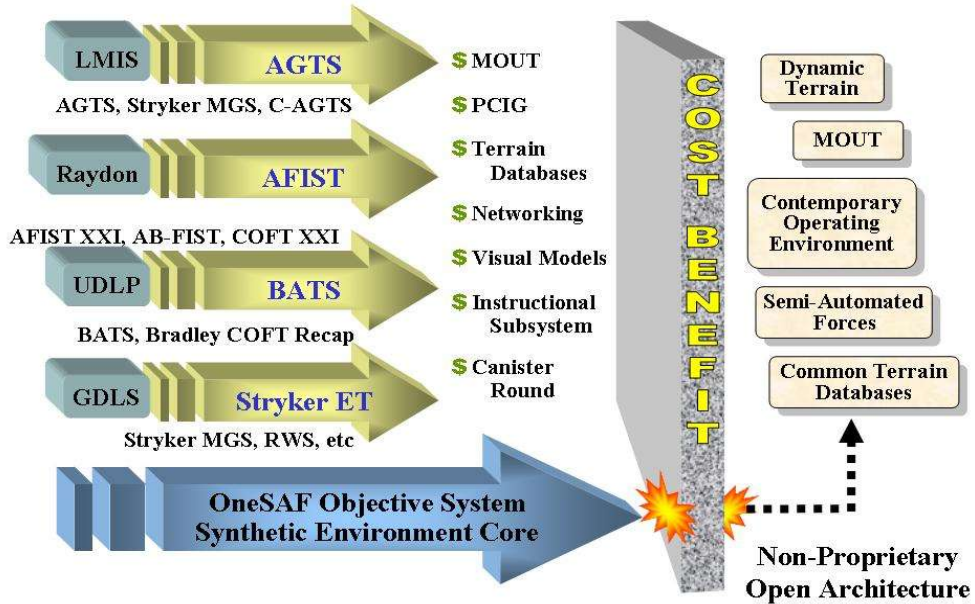 LMIS
AGTS
AGTS, Stryker MGS, C-AGTS
Raydon
AFIST
AFIST XXI, AB-FIST, COFT XXI
UDLP
BATS
BATS, Bradley COFT Recap
GDLS
Stryker ET
Stryker MGS, RWS, etc
OneSAF Objective System
Synthetic Environment Core
$ MOUT
$ PCIG
$ Terrain
Databases
$ Networking
$ Visual Models
$ Instructional
Subsystem
$ Canister
Round
COST BENEFIT
Dynamic
Terrain
MOUT
Contemporary
Operating
Environment
Semi-Automated
Forces
Common Terrain
Databases
Non-Proprietary
Open Architecture